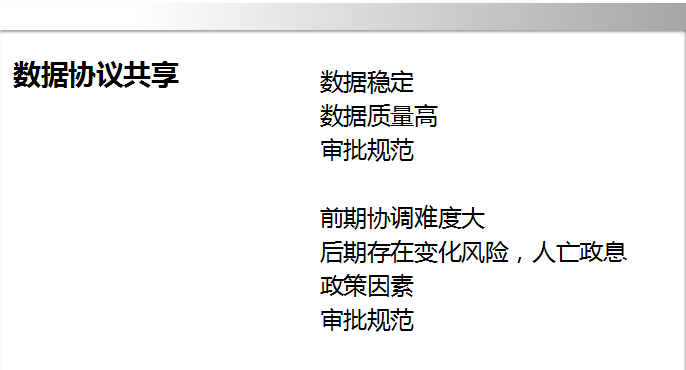 数据协议共享
数据稳定
数据质量高
审批规范
前期协调难度大
后期存在变化风险，人亡政息
政策因素
审批规范